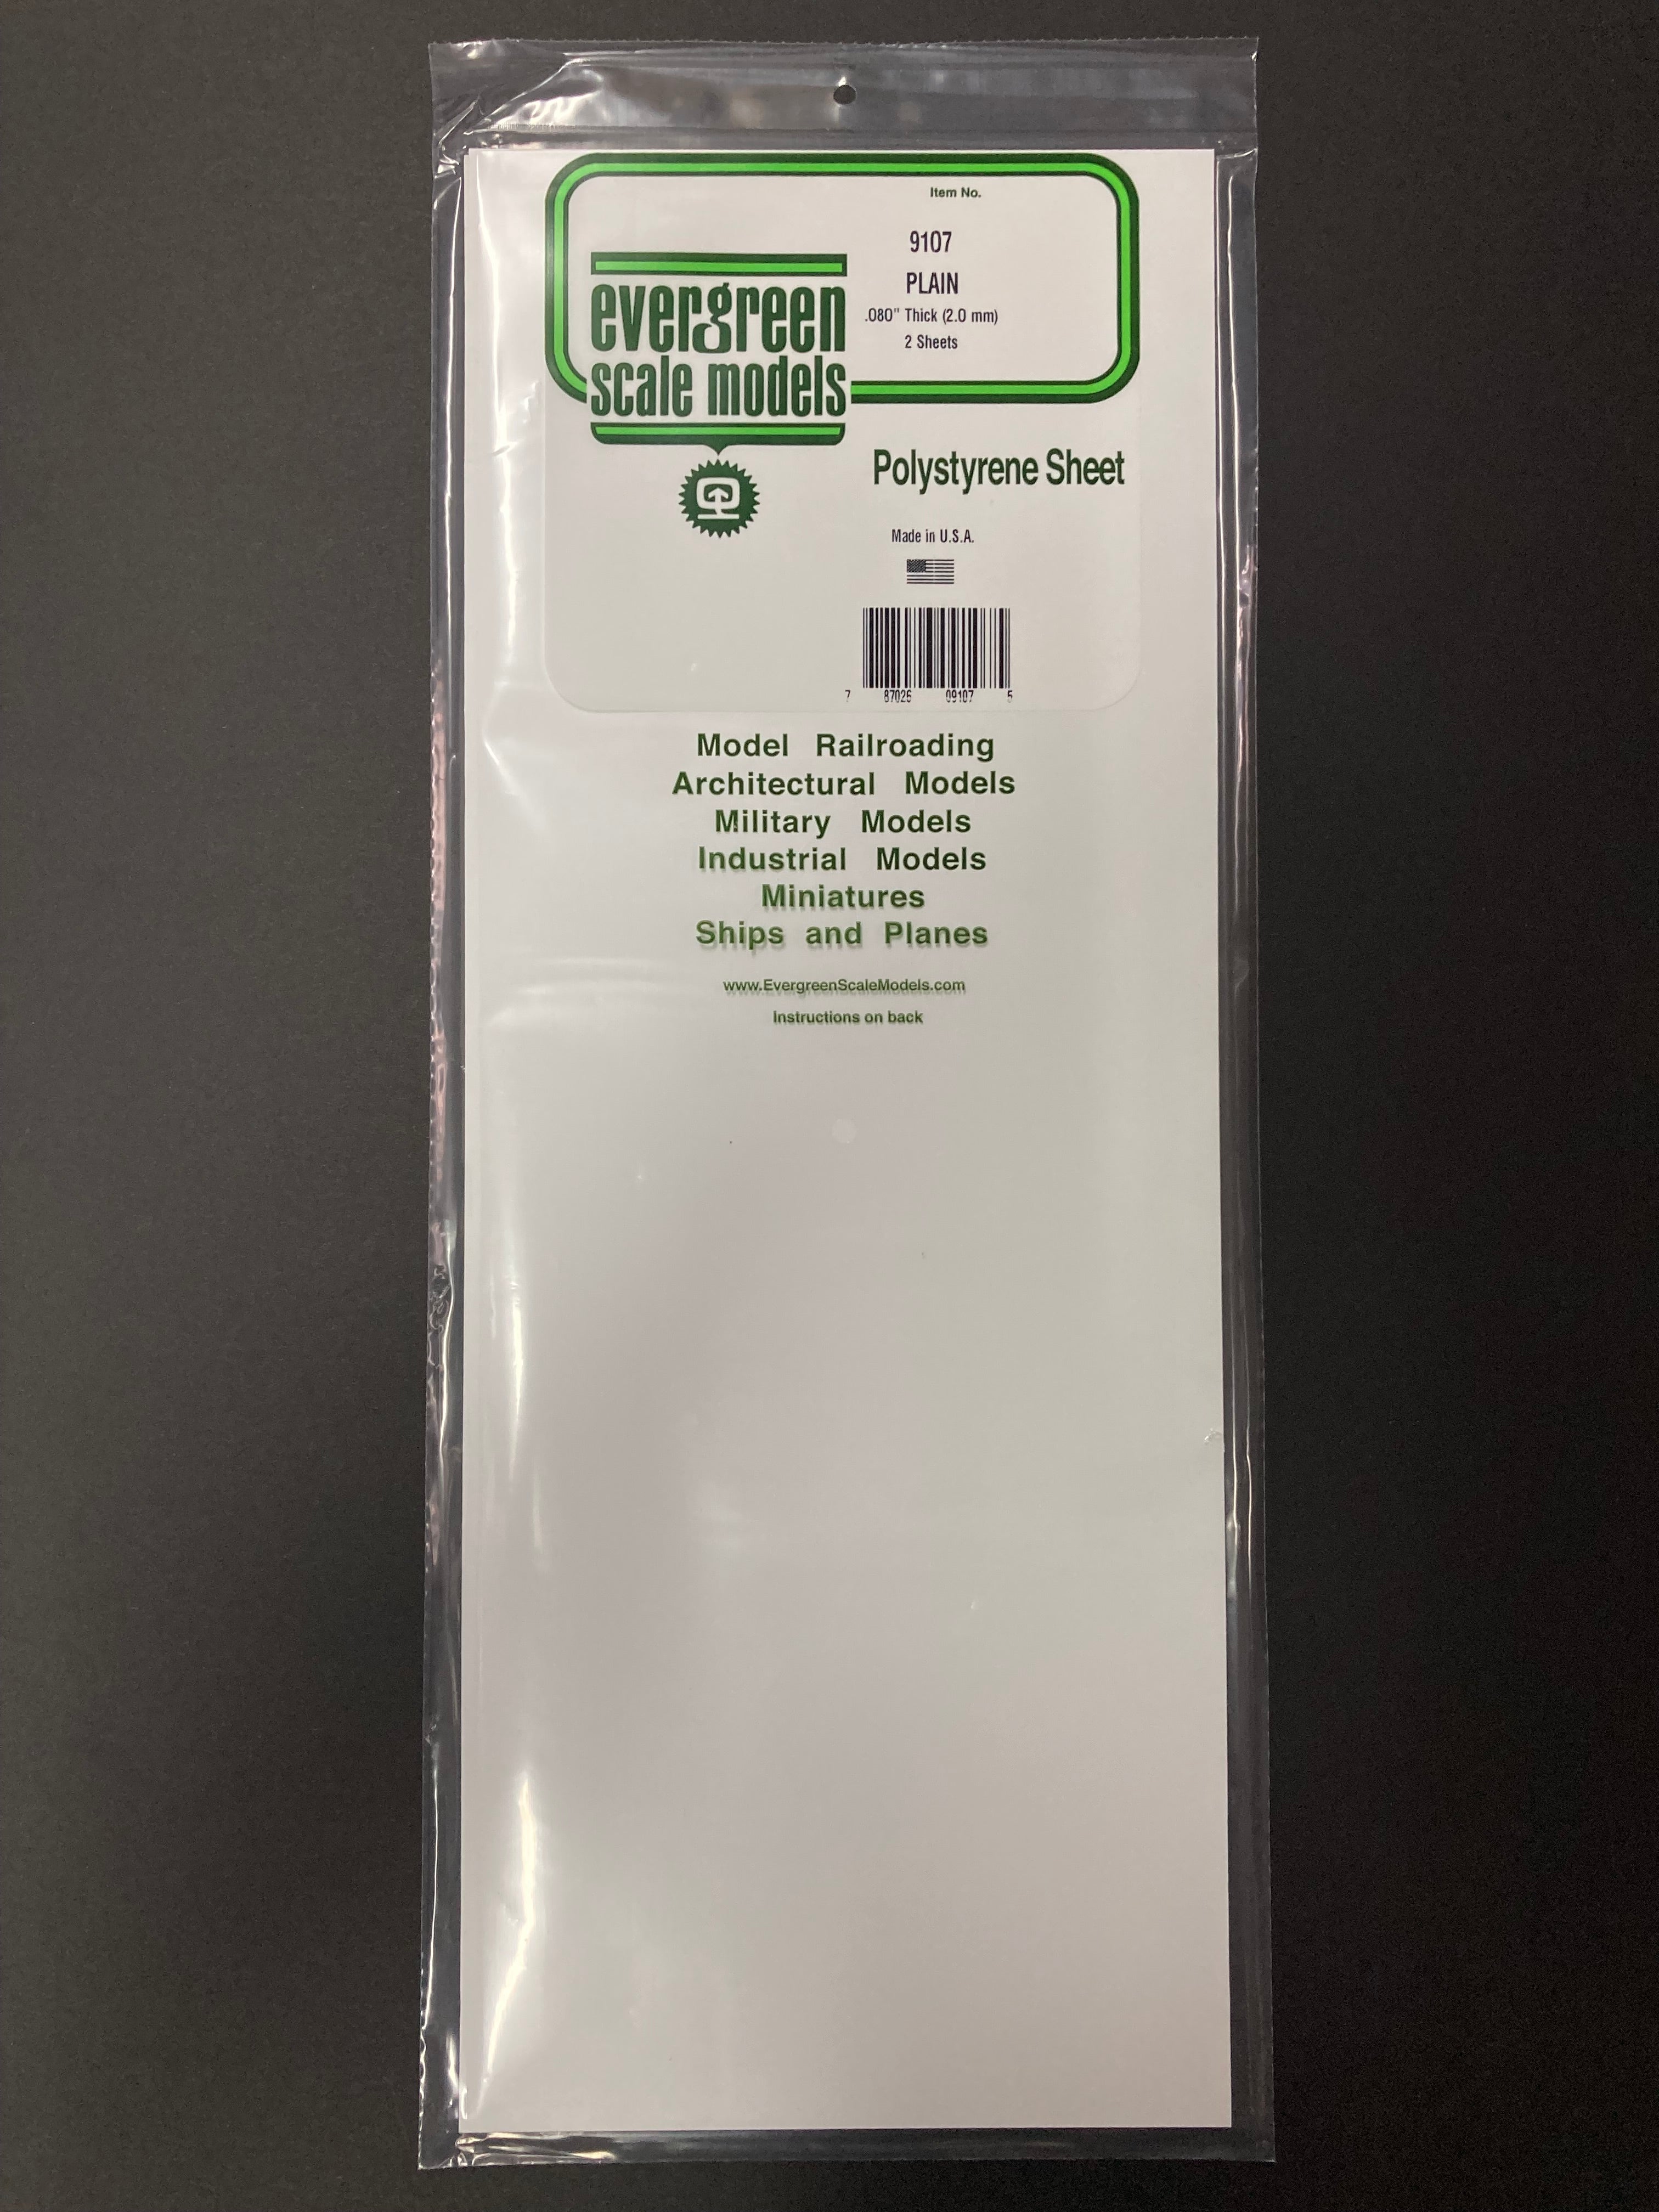 Item No.
9107
PLAIN
.080" Thick (2.0 mm)
2 Sheets
evergreen
scale models
Polystyrene Sheet
Made in U.S.A.
7 87026 09107 5
Model Railroading
Architectural Models
Military Models
Industrial Models
Miniatures
Ships and Planes
www.EvergreenScaleModels.com
Instructions on back